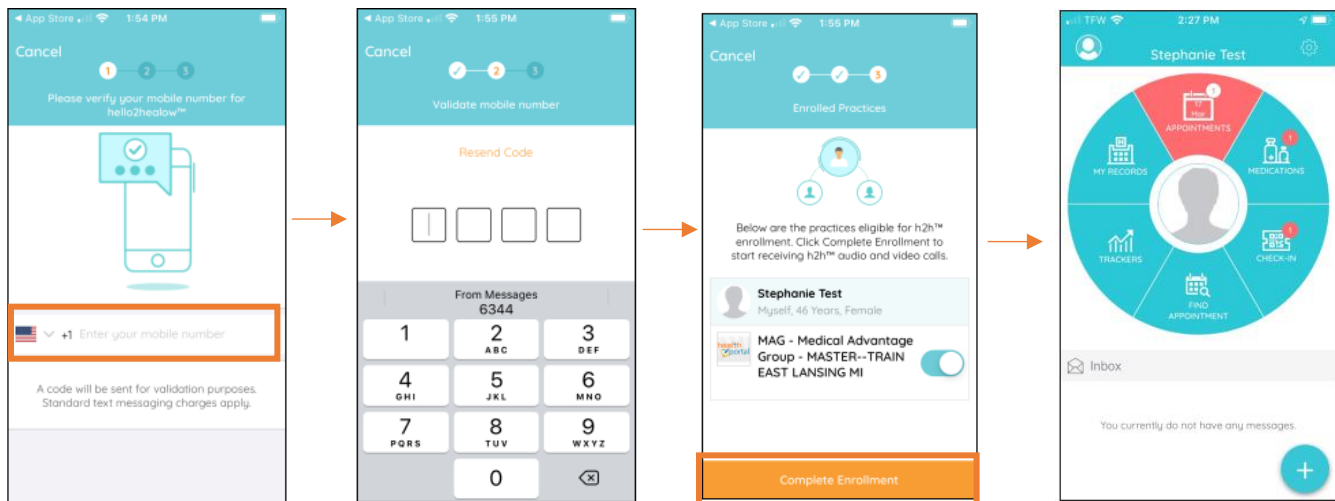 App Store 1:54 PM
Cancel
1 2 3
Please verify your mobile number for
hello2healow™
+1 Enter your mobile number
A code will be sent for validation purposes.
Standard text messaging charges apply.
App Store 1:55 PM
Cancel
2 3
Validate mobile number
Resend Code
From Messages
6344
1 2 3
ABC DEF
4 5 6
GHI JKL MNO
7 8 9
PQRS TUV WXYZ
0
App Store 1:55 PM
Cancel
3
Enrolled Practices
Below are the practices eligible for h2h™
enrollment. Click Complete Enrollment to
start receiving h2h™ audio and video calls.
Stephanie Test
Myself, 46 Years, Female
health
portal
MAG - Medical Advantage
Group - MASTER--TRAIN
EAST LANSING MI
Complete Enrollment
TFW 2:27 PM
Stephanie Test
1
17
Mar
APPOINTMENTS
1
MEDICATIONS
1
CHECK-IN
FIND
APPOINTMENT
TRACKERS
MY RECORDS
Inbox
You currently do not have any messages.
+